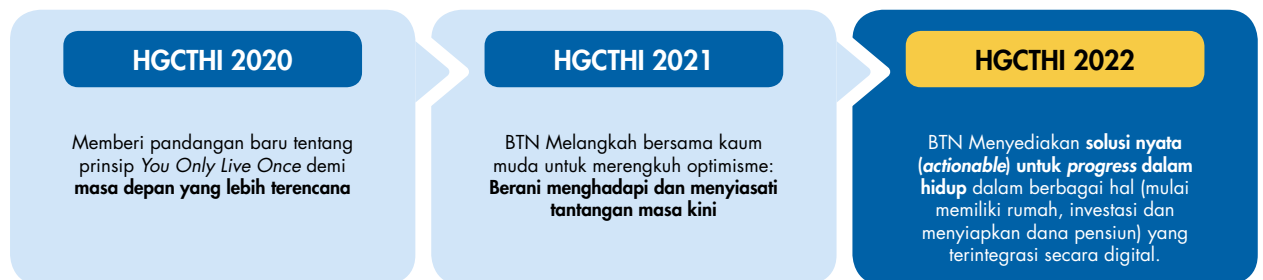 HGCTHI 2020
Memberi pandangan baru tentang
prinsip You Only Live Once demi
masa depan yang lebih terencana
HGCTHI 2021
BTN Melangkah bersama kaum
muda untuk merengkuh optimisme:
Berani menghadapi dan menyiasati
tantangan masa kini
HGCTHI 2022
BTN Menyediakan solusi nyata
(actionable) untuk progress dalam
hidup dalam berbagai hal (mulai
memiliki rumah, investasi dan
menyiapkan dana pensiun) yang
terintegrasi secara digital.